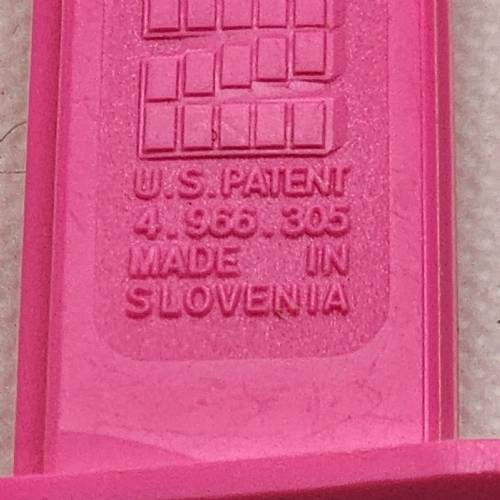 U.S. PATENT
4.966.305
MADE IN
SLOVENIA